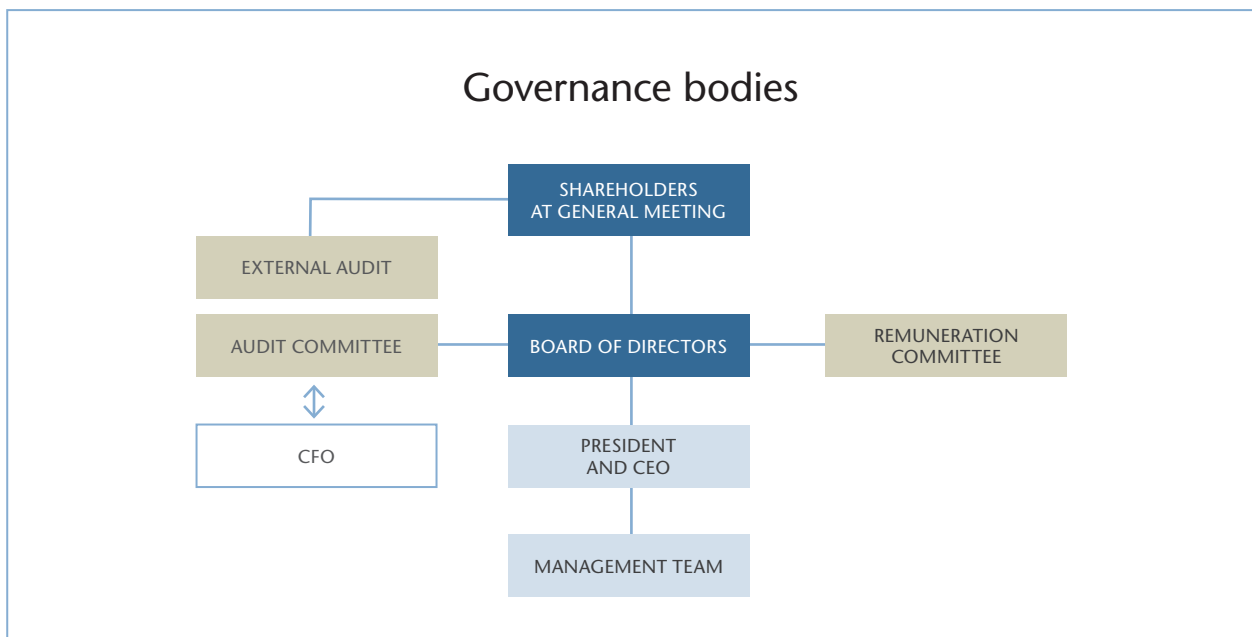 Governance bodies
SHAREHOLDERS
AT GENERAL MEETING
EXTERNAL AUDIT
AUDIT COMMITTEE
BOARD OF DIRECTORS
REMUNERATION
COMMITTEE
CFO
PRESIDENT
AND CEO
MANAGEMENT TEAM